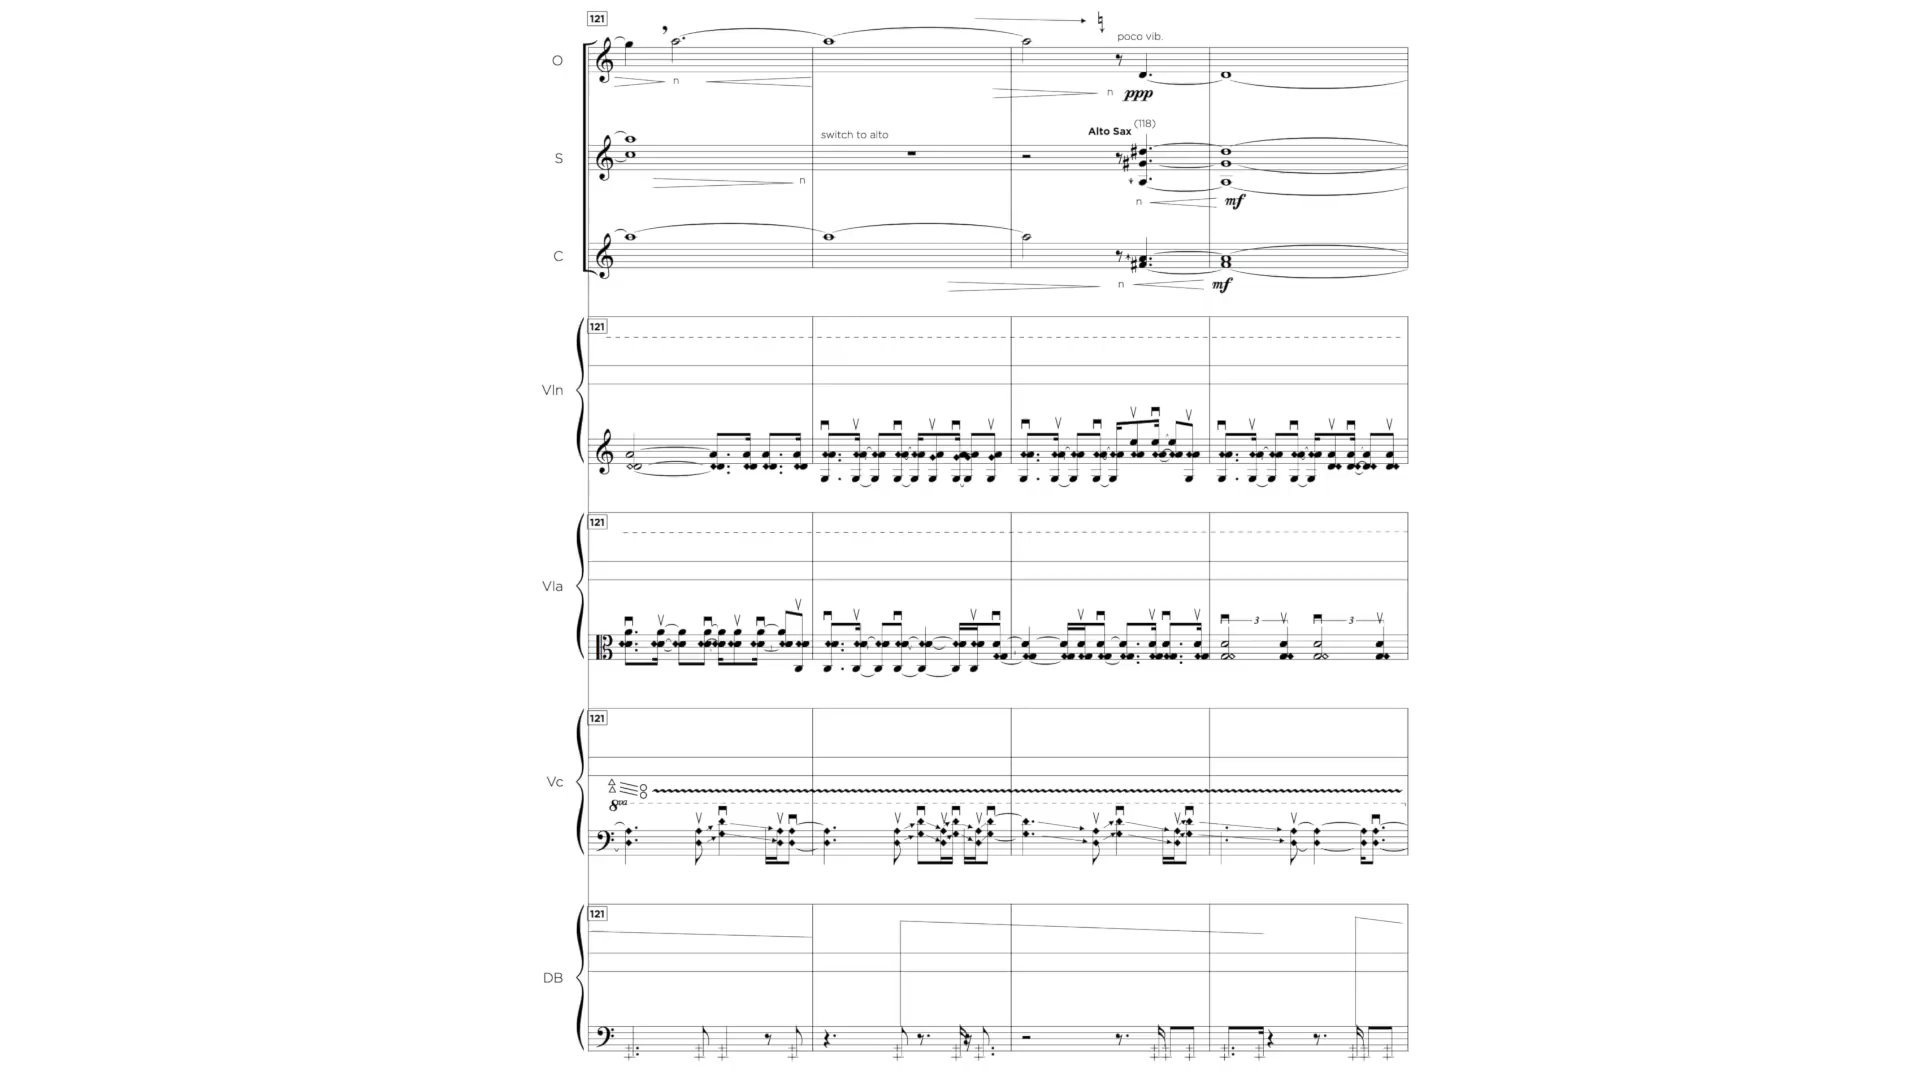 121
poco vib.
O
n
n ppp
switch to alto
Alto Sax (118)
S
n
n mf
C
n mf
121
Vln
121
3 3
Vla
121
Vc
8va
121
DB